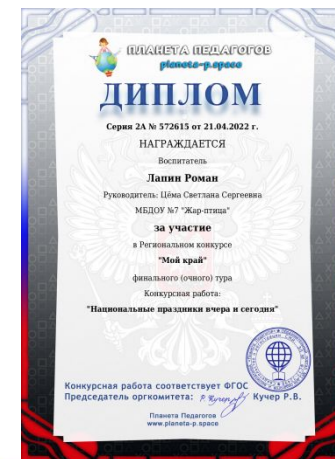 ПЛАНЕТА ПЕДАГОГОВ
planeta-p.space
ДИПЛОМ
Серия 2А № 572615 от 21.04.2022 г.
НАГРАЖДАЕТСЯ
Воспитатель
Лапин Роман
Руководитель: Цёма Светлана Сергеевна
МБДОУ №7 "Жар-птица"
за участие
в Региональном конкурсе
"Мой край"
финального (очного) тура
Конкурсная работа:
"Национальные праздники вчера и сегодня"
Конкурсная работа соответствует ФГОС
Председатель оргкомитета: Кучер Р.В.
Планета Педагогов
www.planeta-p.space